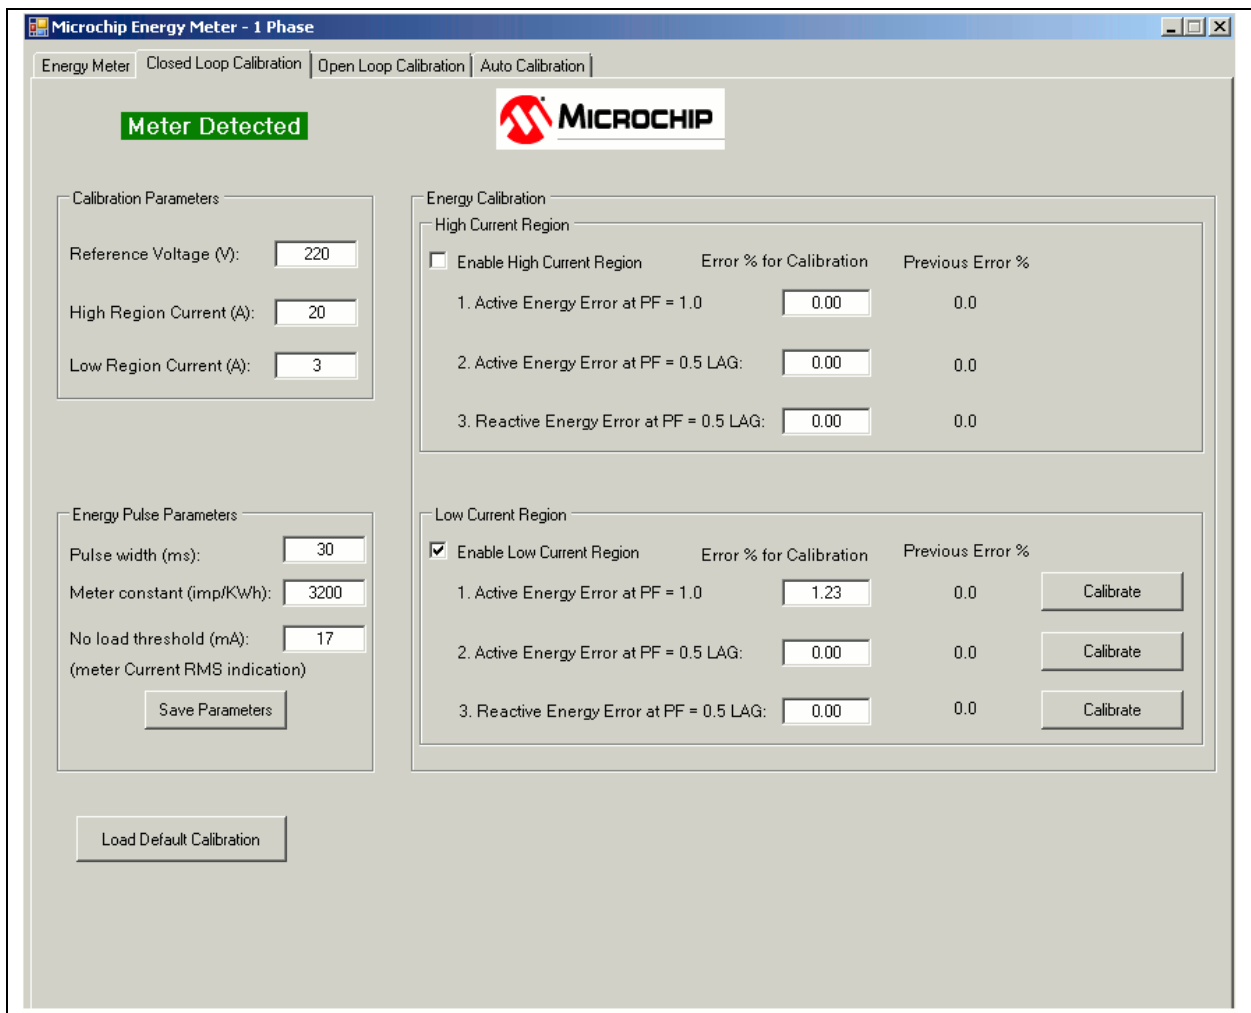 Microchip Energy Meter - 1 Phase
Energy Meter Closed Loop Calibration Open Loop Calibration Auto Calibration
Meter Detected
MICROCHIP
Calibration Parameters
Reference Voltage (V): 220
High Region Current (A): 20
Low Region Current (A): 3
Energy Pulse Parameters
Pulse width (ms): 30
Meter constant (imp/KWh): 3200
No load threshold (mA): 17
(meter Current RMS indication)
Save Parameters
Load Default Calibration
Energy Calibration
High Current Region
Enable High Current Region Error % for Calibration Previous Error %
1. Active Energy Error at PF = 1.0 0.00 0.0
2. Active Energy Error at PF = 0.5 LAG: 0.00 0.0
3. Reactive Energy Error at PF = 0.5 LAG: 0.00 0.0
Low Current Region
Enable Low Current Region Error % for Calibration Previous Error %
1. Active Energy Error at PF = 1.0 1.23 0.0 Calibrate
2. Active Energy Error at PF = 0.5 LAG: 0.00 0.0 Calibrate
3. Reactive Energy Error at PF = 0.5 LAG: 0.00 0.0 Calibrate